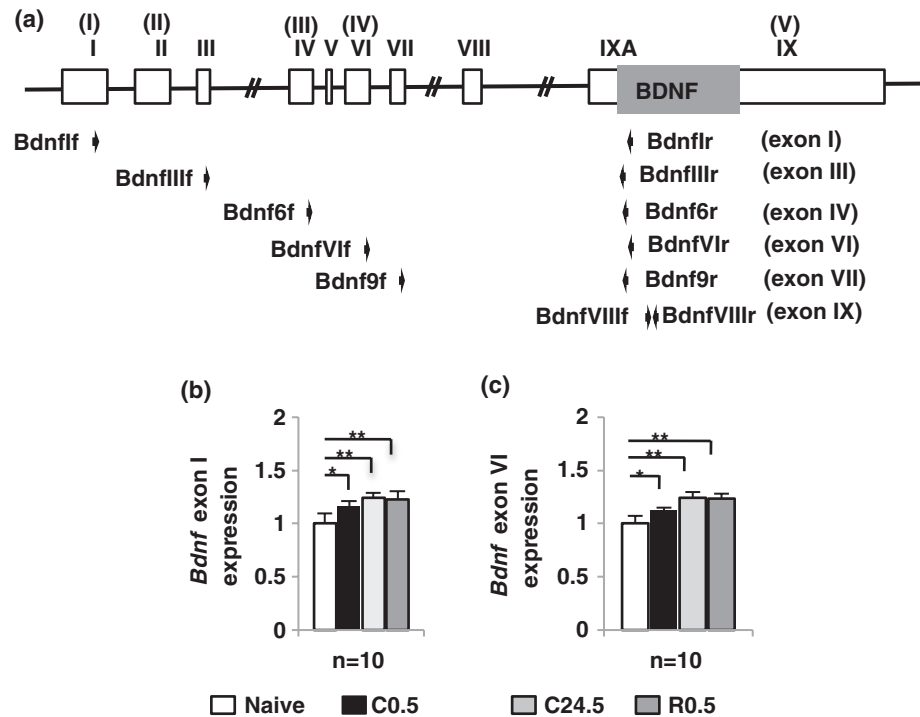 (a)
(I) (II) (III) (IV) (V)
I II III IV V VI VII VIII IXA IX
BDNF
BdnfIf BdnfIr (exon I)
BdnfIIIf BdnfIIIr (exon III)
Bdnf6f Bdnf6r (exon IV)
BdnfVIf BdnfVIr (exon VI)
Bdnf9f Bdnf9r (exon VII)
BdnfVIIIf BdnfVIIIr (exon IX)
(b)
Bdnf exon I
expression
2
1.5
1
0.5
0
**
**
*
n=10
(c)
Bdnf exon VI
expression
2
1.5
1
0.5
0
**
**
*
n=10
Naive C0.5 C24.5 R0.5